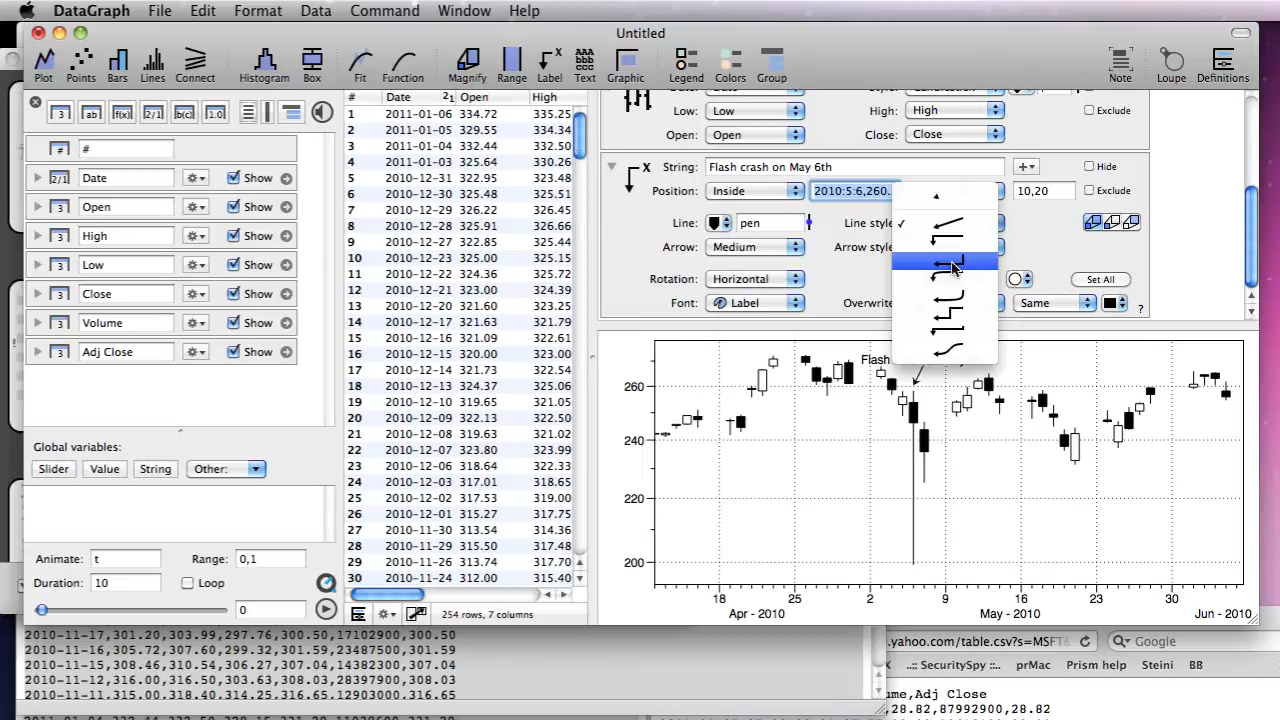 DataGraph File Edit Format Data Command Window Help
Untitled
Plot Points Bars Lines Connect Histogram Box Fit Function Magnify Range Label Text Graphic Legend Colors Group Note Loupe Definitions
#
Date Show
Open Show
High Show
Low Show
Close Show
Volume Show
Adj Close Show
Global variables:
Slider Value String Other:
Animate: t Range: 0,1
Duration: 10 Loop
0
# Date Open High
1 2011-01-06 334.72 335.25
2 2011-01-05 329.55 334.34
3 2011-01-04 332.44 332.50
4 2011-01-03 325.64 330.26
5 2010-12-31 322.95 323.48
6 2010-12-30 325.48 325.51
7 2010-12-29 326.22 326.45
8 2010-12-28 325.91 326.66
9 2010-12-27 322.85 325.44
10 2010-12-23 325.00 325.15
11 2010-12-22 324.36 325.72
12 2010-12-21 323.00 324.39
13 2010-12-20 321.60 323.25
14 2010-12-17 321.63 321.79
15 2010-12-16 321.09 322.61
16 2010-12-15 320.00 323.00
17 2010-12-14 321.73 322.54
18 2010-12-13 324.37 325.06
19 2010-12-10 319.65 321.05
20 2010-12-09 322.13 322.50
21 2010-12-08 319.63 321.02
22 2010-12-07 323.80 323.99
23 2010-12-06 318.64 322.33
24 2010-12-03 317.01 318.65
25 2010-12-02 317.53 319.00
26 2010-12-01 315.27 317.75
27 2010-11-30 313.54 314.36
28 2010-11-29 315.50 317.48
29 2010-11-26 313.74 317.70
30 2010-11-24 312.00 315.40
254 rows, 7 columns
Low: Low High: High Exclude
Open: Open Close: Close
String: Flash crash on May 6th Hide
Position: Inside 2010:5:6,260... 10,20 Exclude
Line: pen Line style
Arrow: Medium Arrow style
Rotation: Horizontal Set All
Font: Label Overwrite Same ?
Flash
260
240
220
200
18 25 2 9 16 23 30
Apr - 2010 May - 2010 Jun - 2010
2010-11-17,301.20,303.99,297.76,300.50,17102900,300.50
2010-11-16,305.72,307.60,299.32,301.59,23487500,301.59
2010-11-15,308.46,310.54,306.27,307.04,14382300,307.04
2010-11-12,316.00,316.50,303.63,308.03,28397800,308.03
2010-11-11,315.00,318.40,314.25,316.65,12903000,316.65
.yahoo.com/table.csv?s=MSFT& Google
.::: SecuritySpy ::.. prMac Prism help Steini BB
ume,Adj Close
,28.82,87992900,28.82